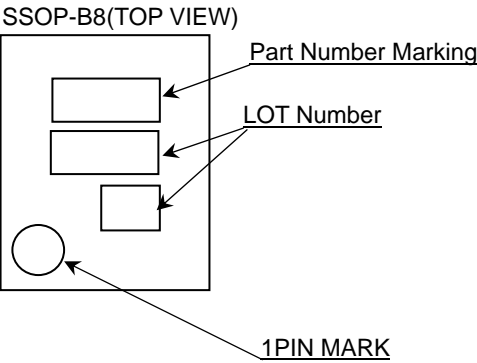 SSOP-B8(TOP VIEW)
Part Number Marking
LOT Number
1PIN MARK